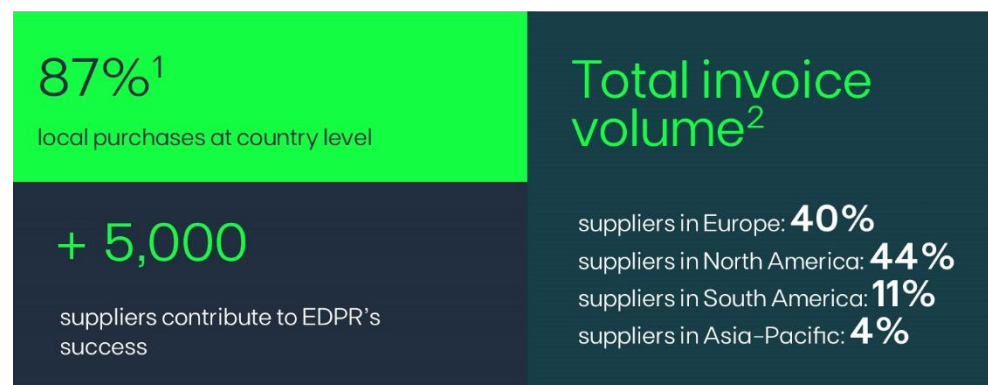 87%¹
local purchases at country level
+ 5,000
suppliers contribute to EDPR's
success
Total invoice
volume²
suppliers in Europe: 40%
suppliers in North America: 44%
suppliers in South America: 11%
suppliers in Asia-Pacific: 4%